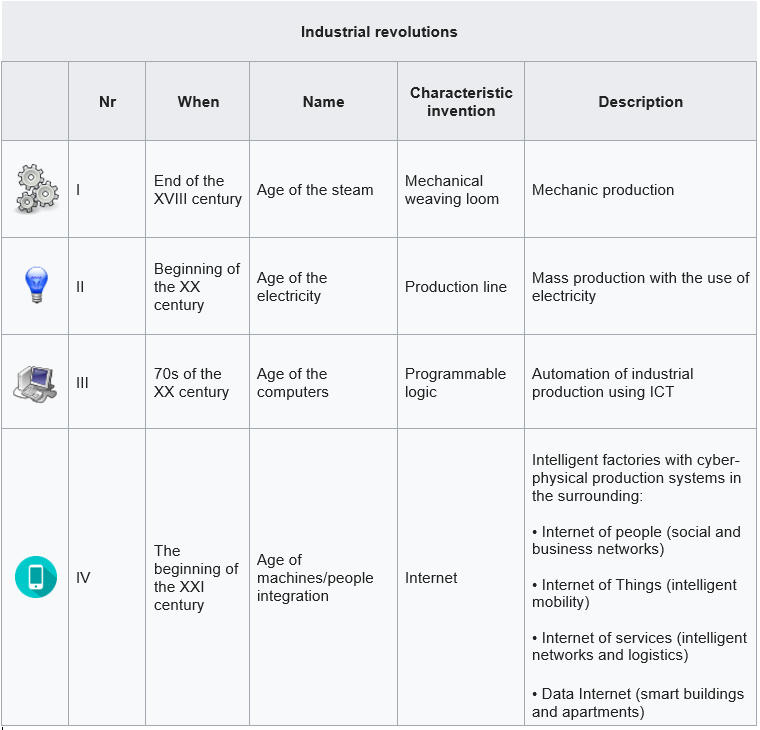 Industrial revolutions
Nr
When
Name
Characteristic
invention
Description
I
End of the
XVIII century
Age of the steam
Mechanical
weaving loom
Mechanic production
II
Beginning of
the XX
century
Age of the
electricity
Production line
Mass production with the use of
electricity
III
70s of the
XX century
Age of the
computers
Programmable
logic
Automation of industrial
production using ICT
IV
The
beginning of
the XXI
century
Age of
machines/people
integration
Internet
Intelligent factories with cyber-
physical production systems in
the surrounding:
• Internet of people (social and
business networks)
• Internet of Things (intelligent
mobility)
• Internet of services (intelligent
networks and logistics)
• Data Internet (smart buildings
and apartments)